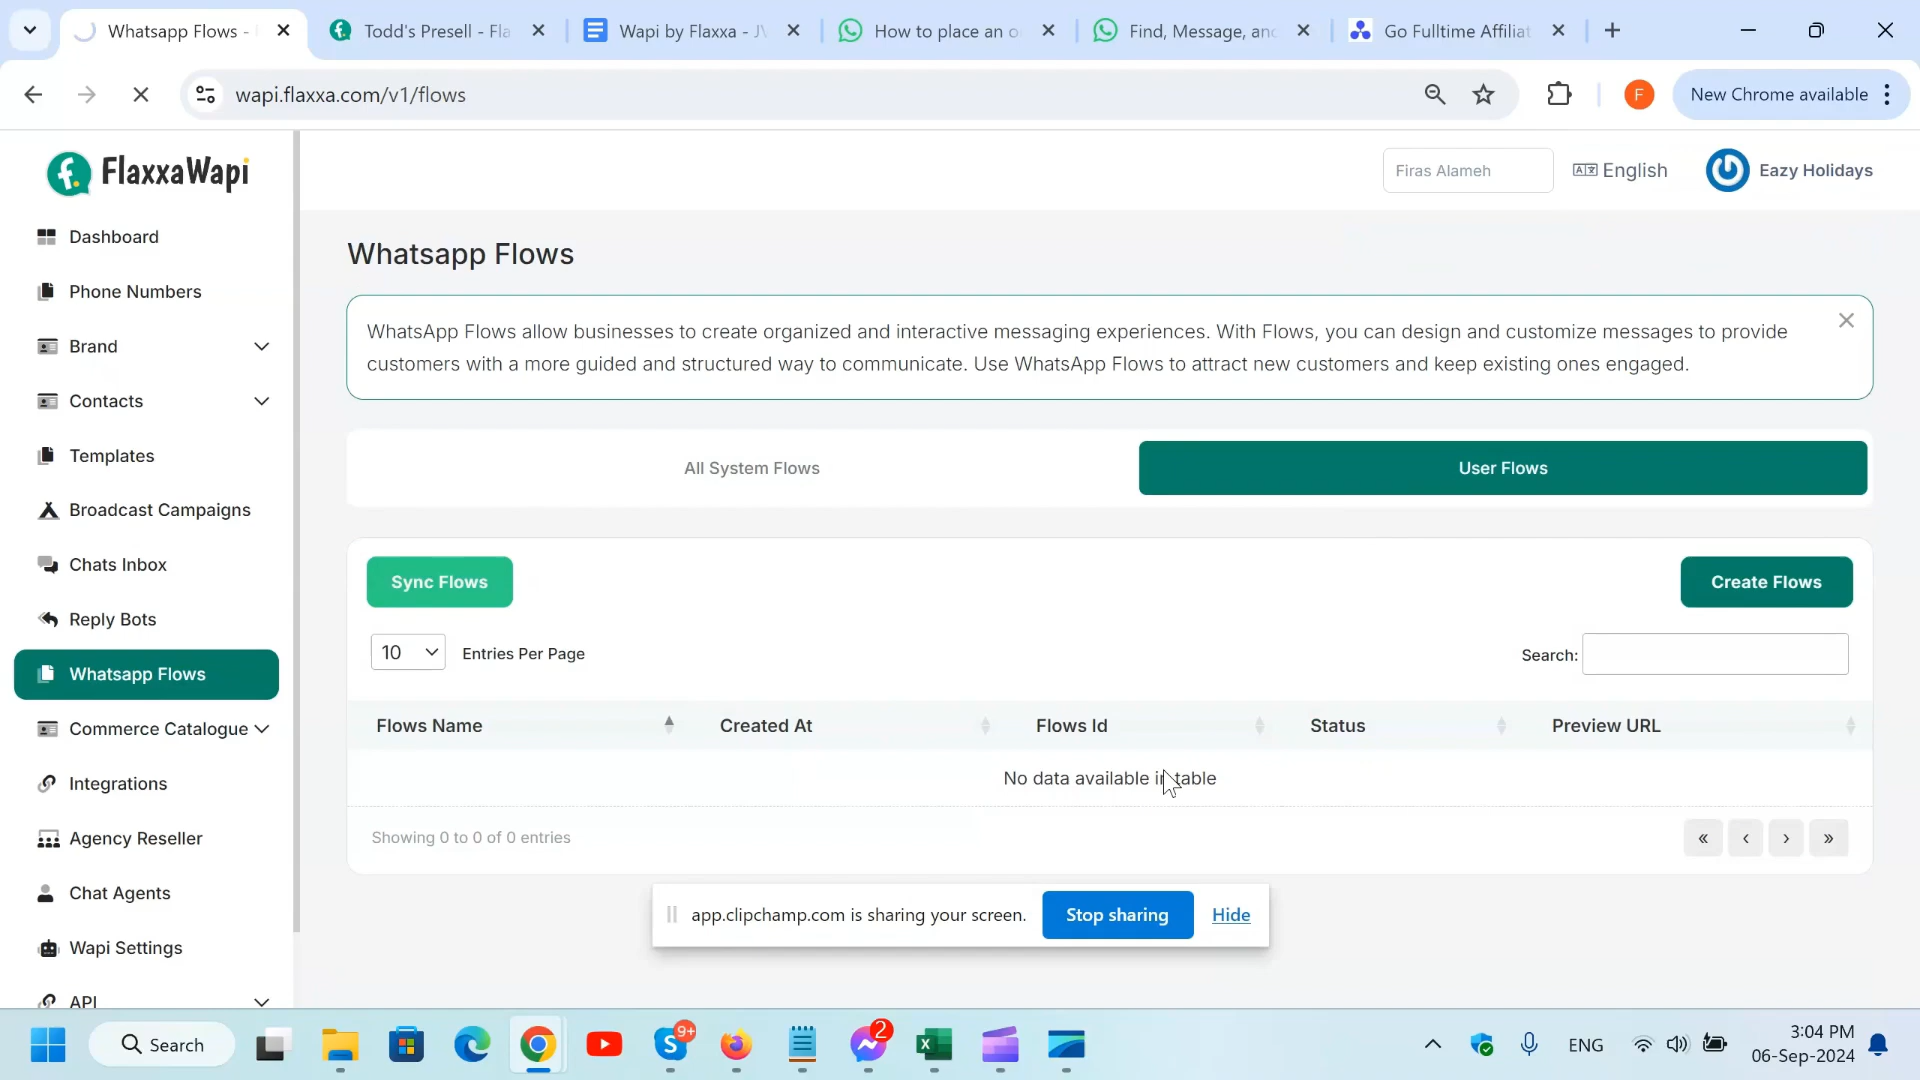 Whatsapp Flows -
Todd's Presell - Fla
Wapi by Flaxxa - JV
How to place an o
Find, Message, and
Go Fulltime Affiliat
wapi.flaxxa.com/v1/flows
F
New Chrome available
FlaxxaWapi
Firas Alameh
English
Eazy Holidays
Dashboard
Phone Numbers
Brand
Contacts
Templates
Broadcast Campaigns
Chats Inbox
Reply Bots
Whatsapp Flows
Commerce Catalogue
Integrations
Agency Reseller
Chat Agents
Wapi Settings
API
Whatsapp Flows
WhatsApp Flows allow businesses to create organized and interactive messaging experiences. With Flows, you can design and customize messages to provide
customers with a more guided and structured way to communicate. Use WhatsApp Flows to attract new customers and keep existing ones engaged.
All System Flows
User Flows
Sync Flows
Create Flows
10
Entries Per Page
Search:
Flows Name
Created At
Flows Id
Status
Preview URL
No data available in table
Showing 0 to 0 of 0 entries
« ‹ › »
app.clipchamp.com is sharing your screen.
Stop sharing
Hide
Search
9+
2
ENG
3:04 PM
06-Sep-2024